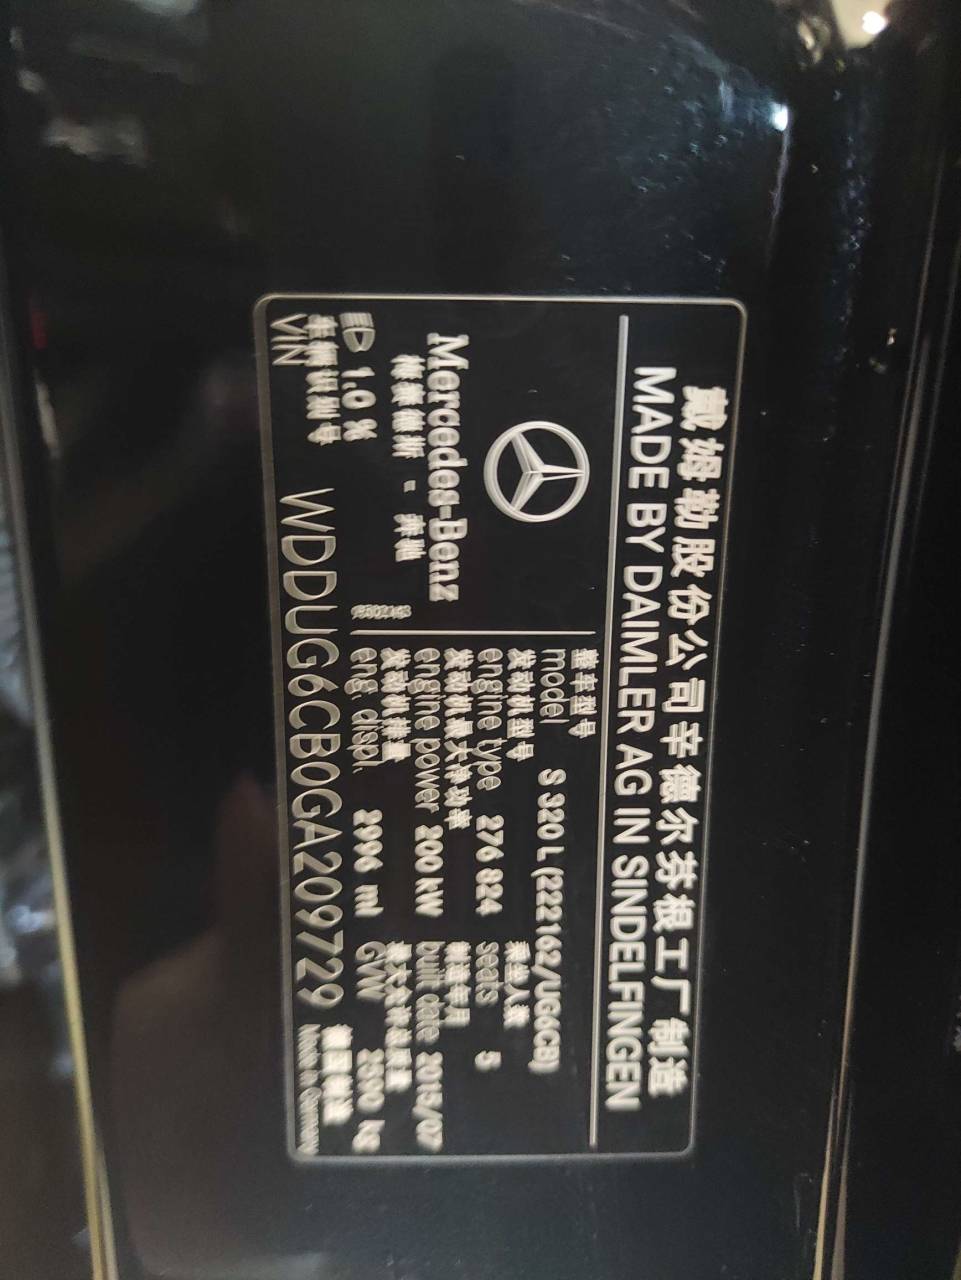 戴姆勒股份公司辛德尔芬根工厂制造
MADE BY DAIMLER AG IN SINDELFINGEN
Mercedes-Benz
梅赛德斯 - 奔驰
整车型号
model S 320 L (222162/UG6CB)
发动机型号 乘坐人数
engine type 276 824 seats 5
发动机最大净功率 制造年月
engine power 200 kW built date 2015/07
发动机排量 最大允许总质量
eng. displ. 2996 ml GVW 2590 kg
1.0 %
车辆识别号
VIN WDDUG6CB0GA209729
德国制造
Made in Germany